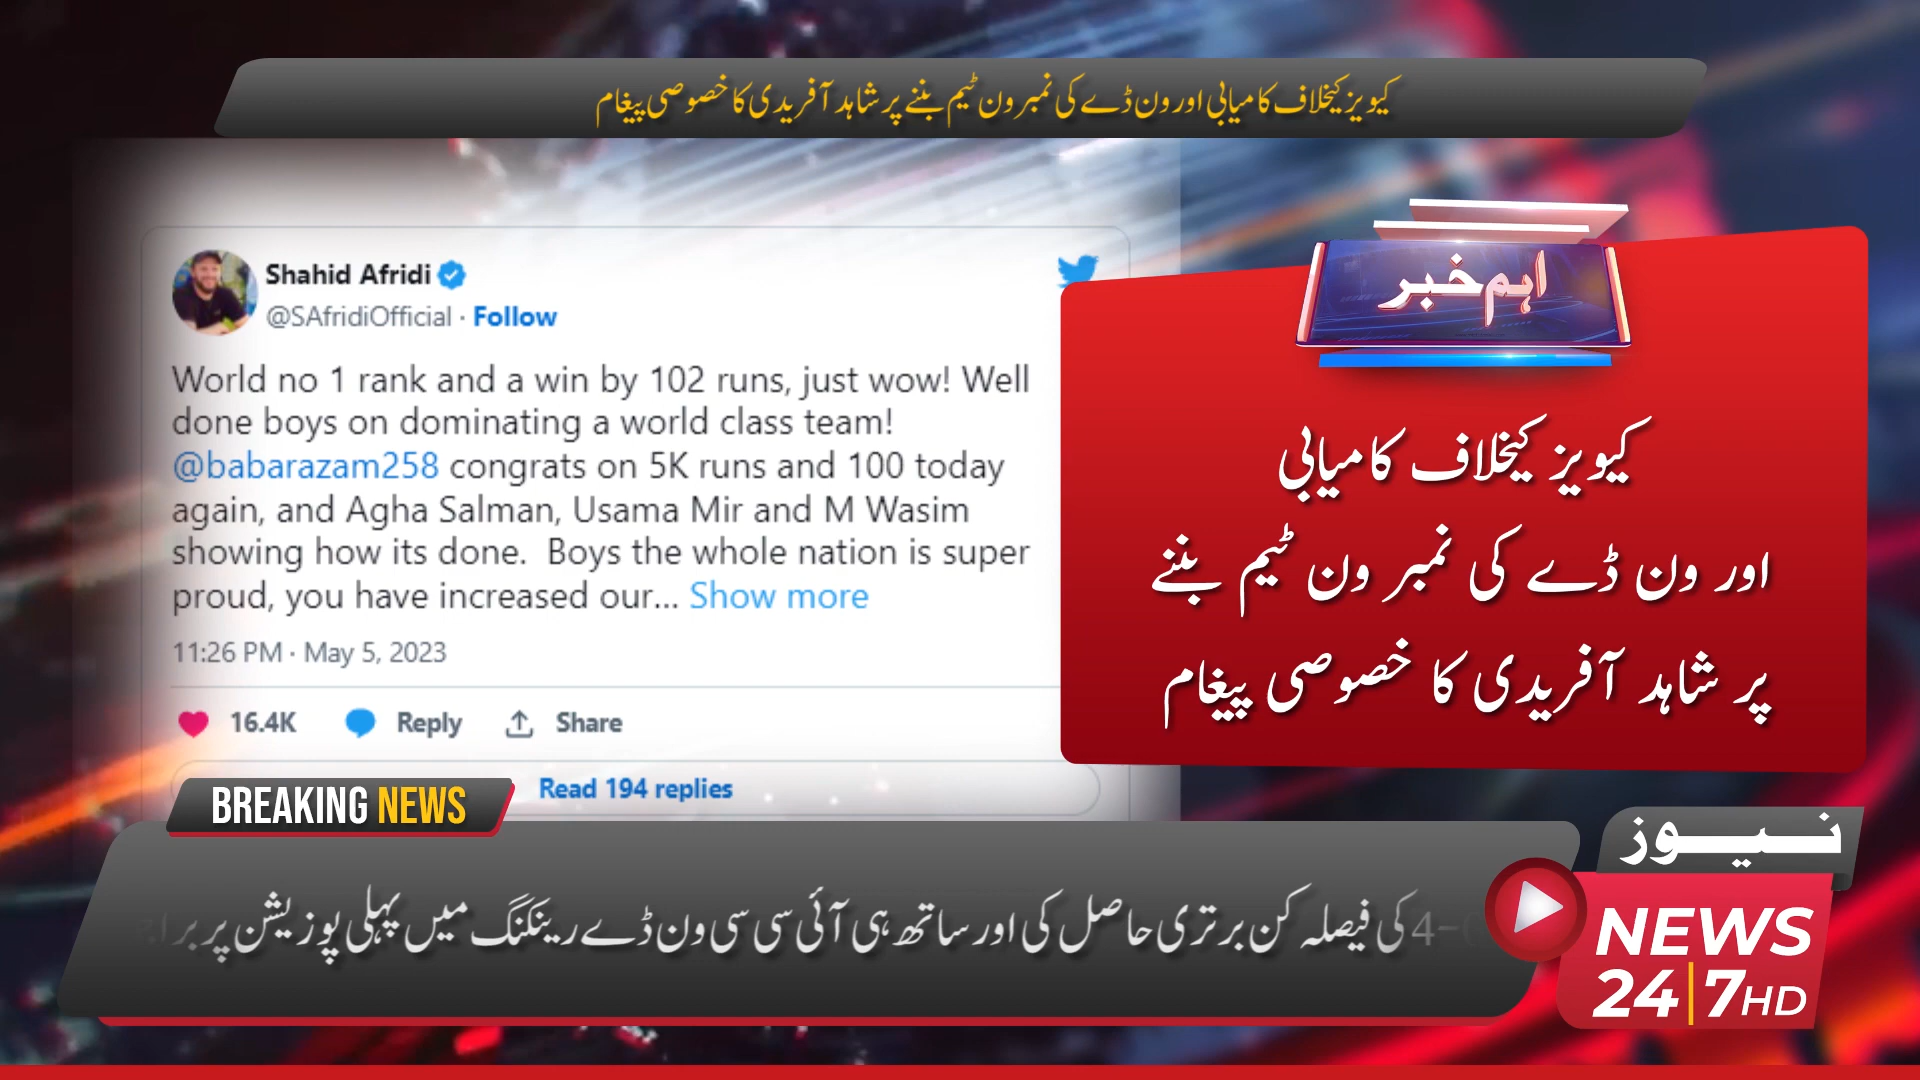 کیویز کیخلاف کامیابی اور ون ڈے کی نمبر ون ٹیم بننے پر شاہد آفریدی کا خصوصی پیغام
Shahid Afridi
@SAfridiOfficial · Follow
World no 1 rank and a win by 102 runs, just wow! Well
done boys on dominating a world class team!
@babarazam258 congrats on 5K runs and 100 today
again, and Agha Salman, Usama Mir and M Wasim
showing how its done.  Boys the whole nation is super
proud, you have increased our... Show more
11:26 PM · May 5, 2023
16.4K Reply Share
Read 194 replies
اہم خبر
کیویز کیخلاف کامیابی
اور ون ڈے کی نمبر ون ٹیم بننے
پر شاہد آفریدی کا خصوصی پیغام
BREAKING NEWS
4-0 کی فیصلہ کن برتری حاصل کی اور ساتھ ہی آئی سی سی ون ڈے رینکنگ میں پہلی پوزیشن پر
نیوز
NEWS
24|7 HD